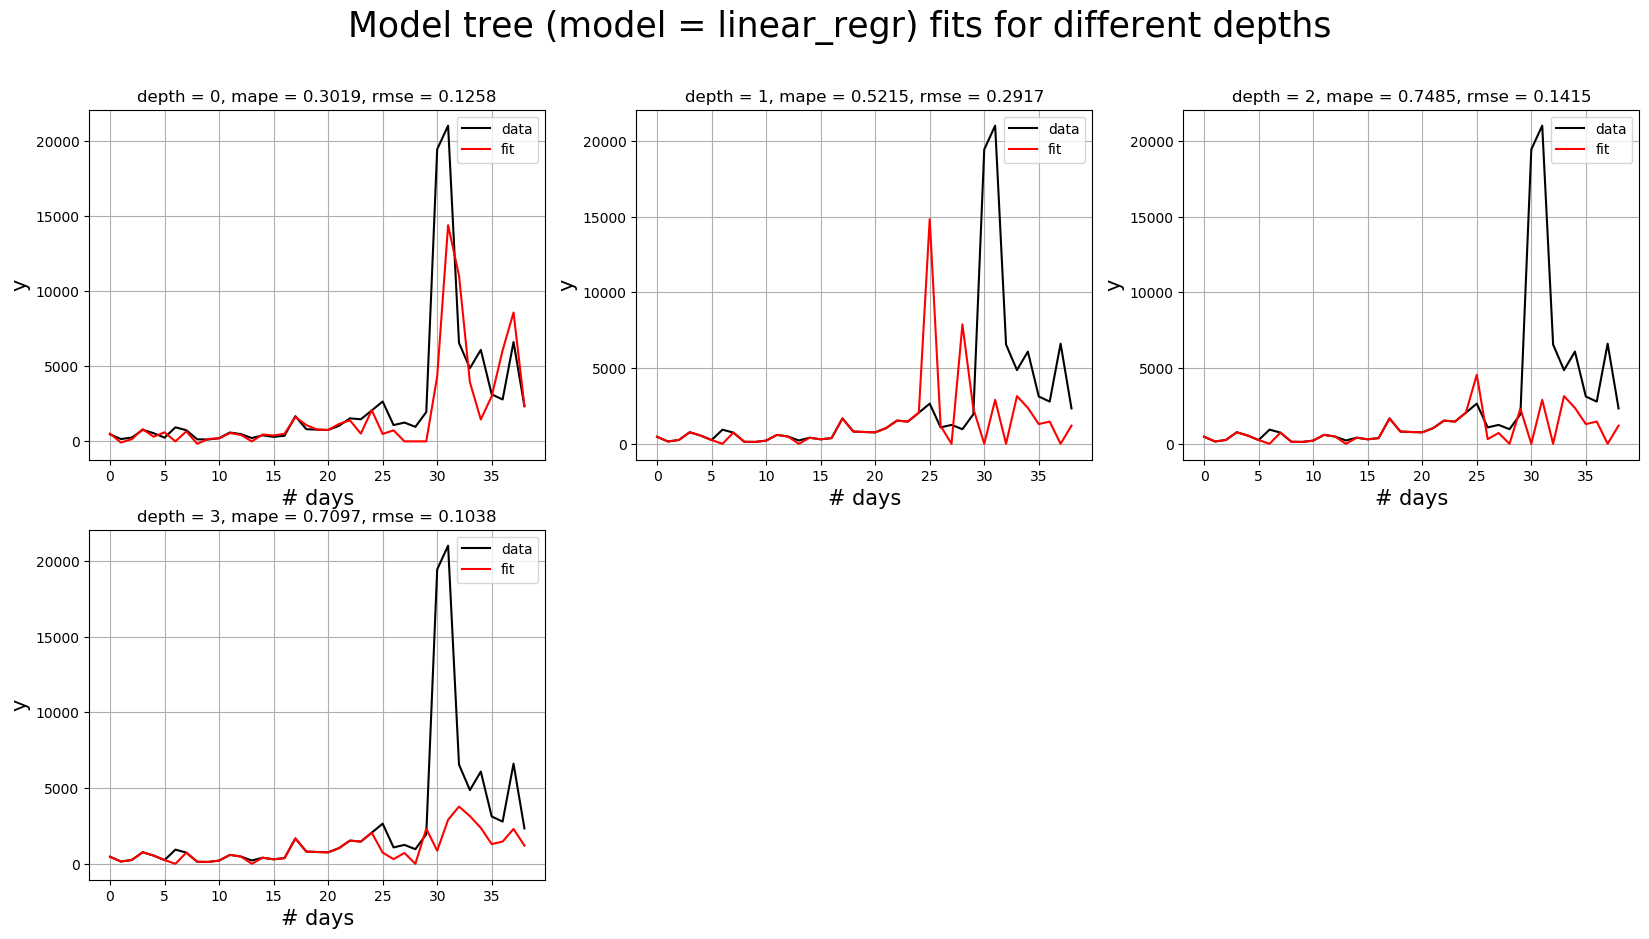 Model tree (model = linear_regr) fits for different depths
depth = 0, mape = 0.3019, rmse = 0.1258
data
fit
y
20000
15000
10000
5000
0
0 5 10 15 20 25 30 35
# days
depth = 1, mape = 0.5215, rmse = 0.2917
data
fit
y
20000
15000
10000
5000
0
0 5 10 15 20 25 30 35
# days
depth = 2, mape = 0.7485, rmse = 0.1415
data
fit
y
20000
15000
10000
5000
0
0 5 10 15 20 25 30 35
# days
depth = 3, mape = 0.7097, rmse = 0.1038
data
fit
y
20000
15000
10000
5000
0
0 5 10 15 20 25 30 35
# days